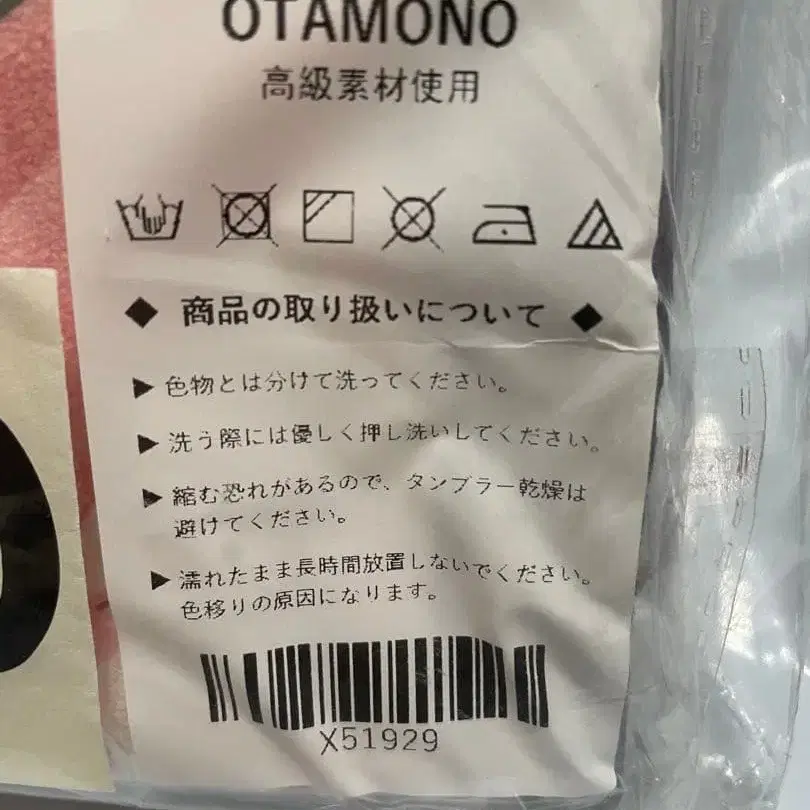 OTAMONO
高級素材使用
◆ 商品の取り扱いについて ◆
▶ 色物とは分けて洗ってください。
▶ 洗う際には優しく押し洗いしてください。
▶ 縮む恐れがあるので、タンブラー乾燥は
避けてください。
▶ 濡れたまま長時間放置しないでください。
色移りの原因になります。
X51929